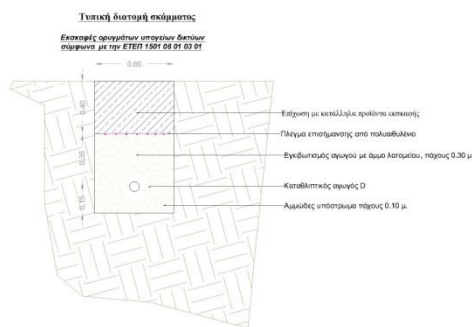 Τυπική διατομή σκάμματος
Εκσκαφές ορυγμάτων υπογείων δικτύων
σύμφωνα με την ΕΤΕΠ 1501 08 01 03 01
0.60
0.40
Επίχωση με κατάλληλα προϊόντα εκσκαφής
Πλέγμα επισήμανσης από πολυαιθυλένιο
0.35
Εγκιβωτισμός αγωγού με άμμο λατομείου, πάχους 0.30 μ
Καταθλιπτικός αγωγός D
0.15
Αμμώδες υπόστρωμα πάχους 0.10 μ.